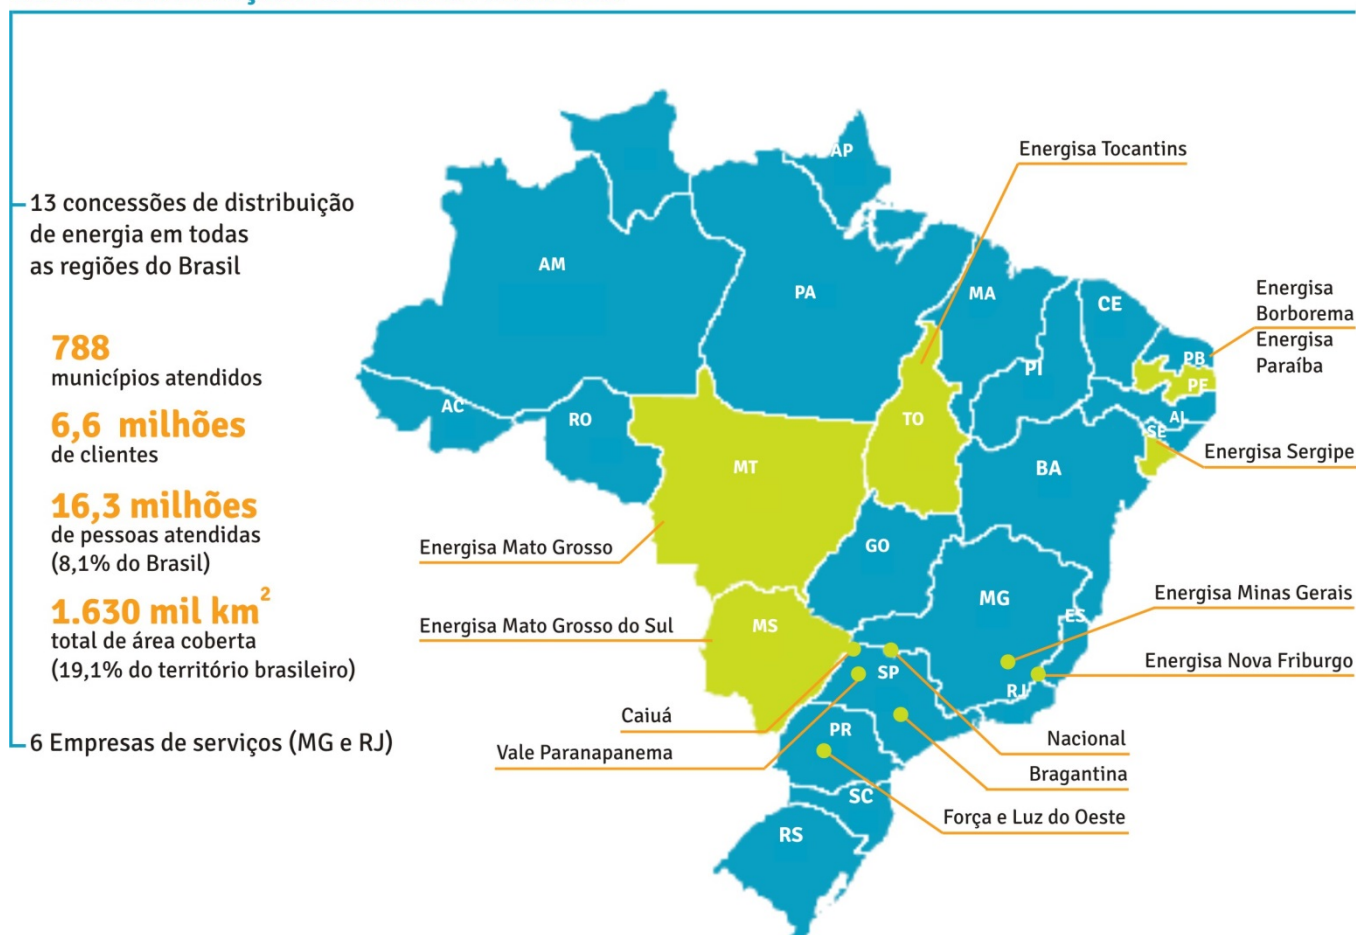 13 concessões de distribuição
de energia em todas
as regiões do Brasil
788
municípios atendidos
6,6 milhões
de clientes
16,3 milhões
de pessoas atendidas
(8,1% do Brasil)
1.630 mil km²
total de área coberta
(19,1% do território brasileiro)
6 Empresas de serviços (MG e RJ)
AP
Energisa Tocantins
AM
PA
MA
CE
Energisa
Borborema
Energisa
Paraíba
PI
PB
PE
AC
RO
TO
AL
SE
MT
BA
Energisa Sergipe
Energisa Mato Grosso
GO
MG
ES
Energisa Minas Gerais
Energisa Mato Grosso do Sul
MS
Energisa Nova Friburgo
SP
RJ
Caiuá
PR
Nacional
Vale Paranapanema
Bragantina
SC
Força e Luz do Oeste
RS